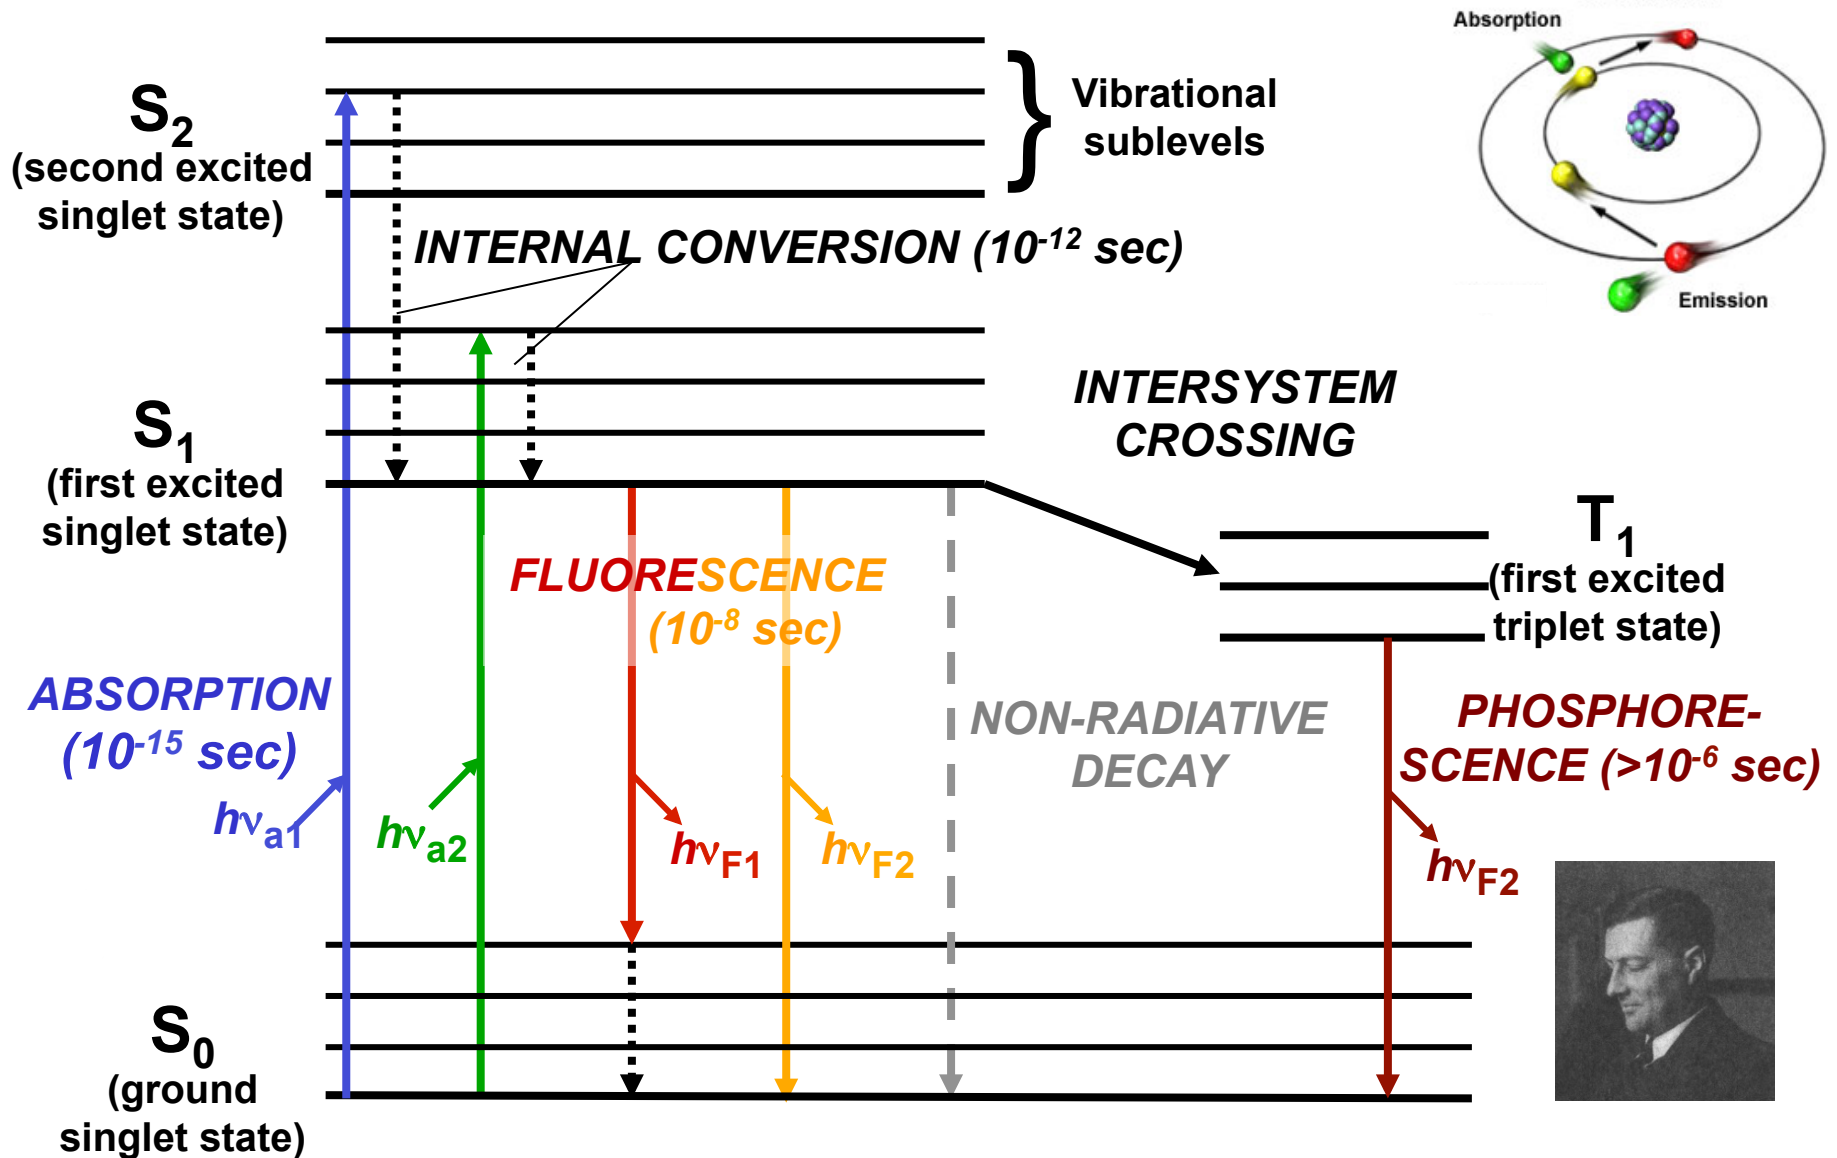 Absorption
Emission
S2
(second excited
singlet state)
Vibrational
sublevels
INTERNAL CONVERSION (10-12 sec)
S1
(first excited
singlet state)
INTERSYSTEM
CROSSING
T1
(first excited
triplet state)
FLUORESCENCE
(10-8 sec)
ABSORPTION
(10-15 sec)
hνa1
hνa2
hνF1
hνF2
NON-RADIATIVE
DECAY
PHOSPHORE-
SCENCE (>10-6 sec)
hνF2
S0
(ground
singlet state)